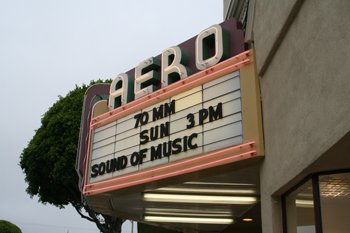 AERO
70 MM
SUN 3 PM
SOUND OF MUSIC